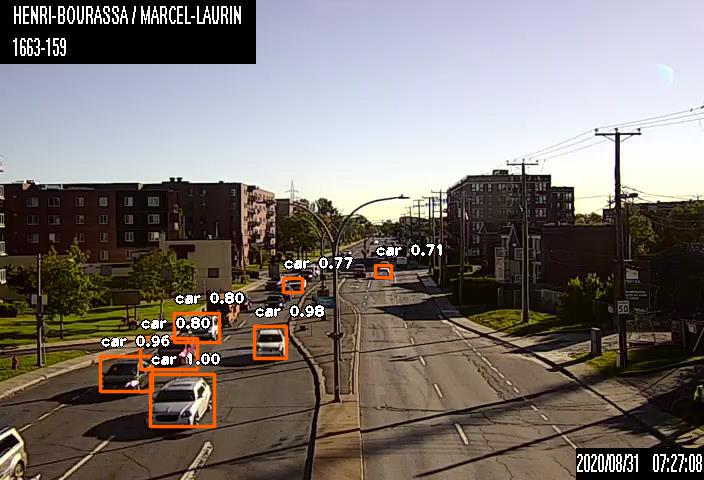 HENRI-BOURASSA / MARCEL-LAURIN
1663-159
car 0.71
car 0.77
car 0.80
car 0.98
car 0.80
car 0.96
car 1.00
50
2020/08/31 07:27:08